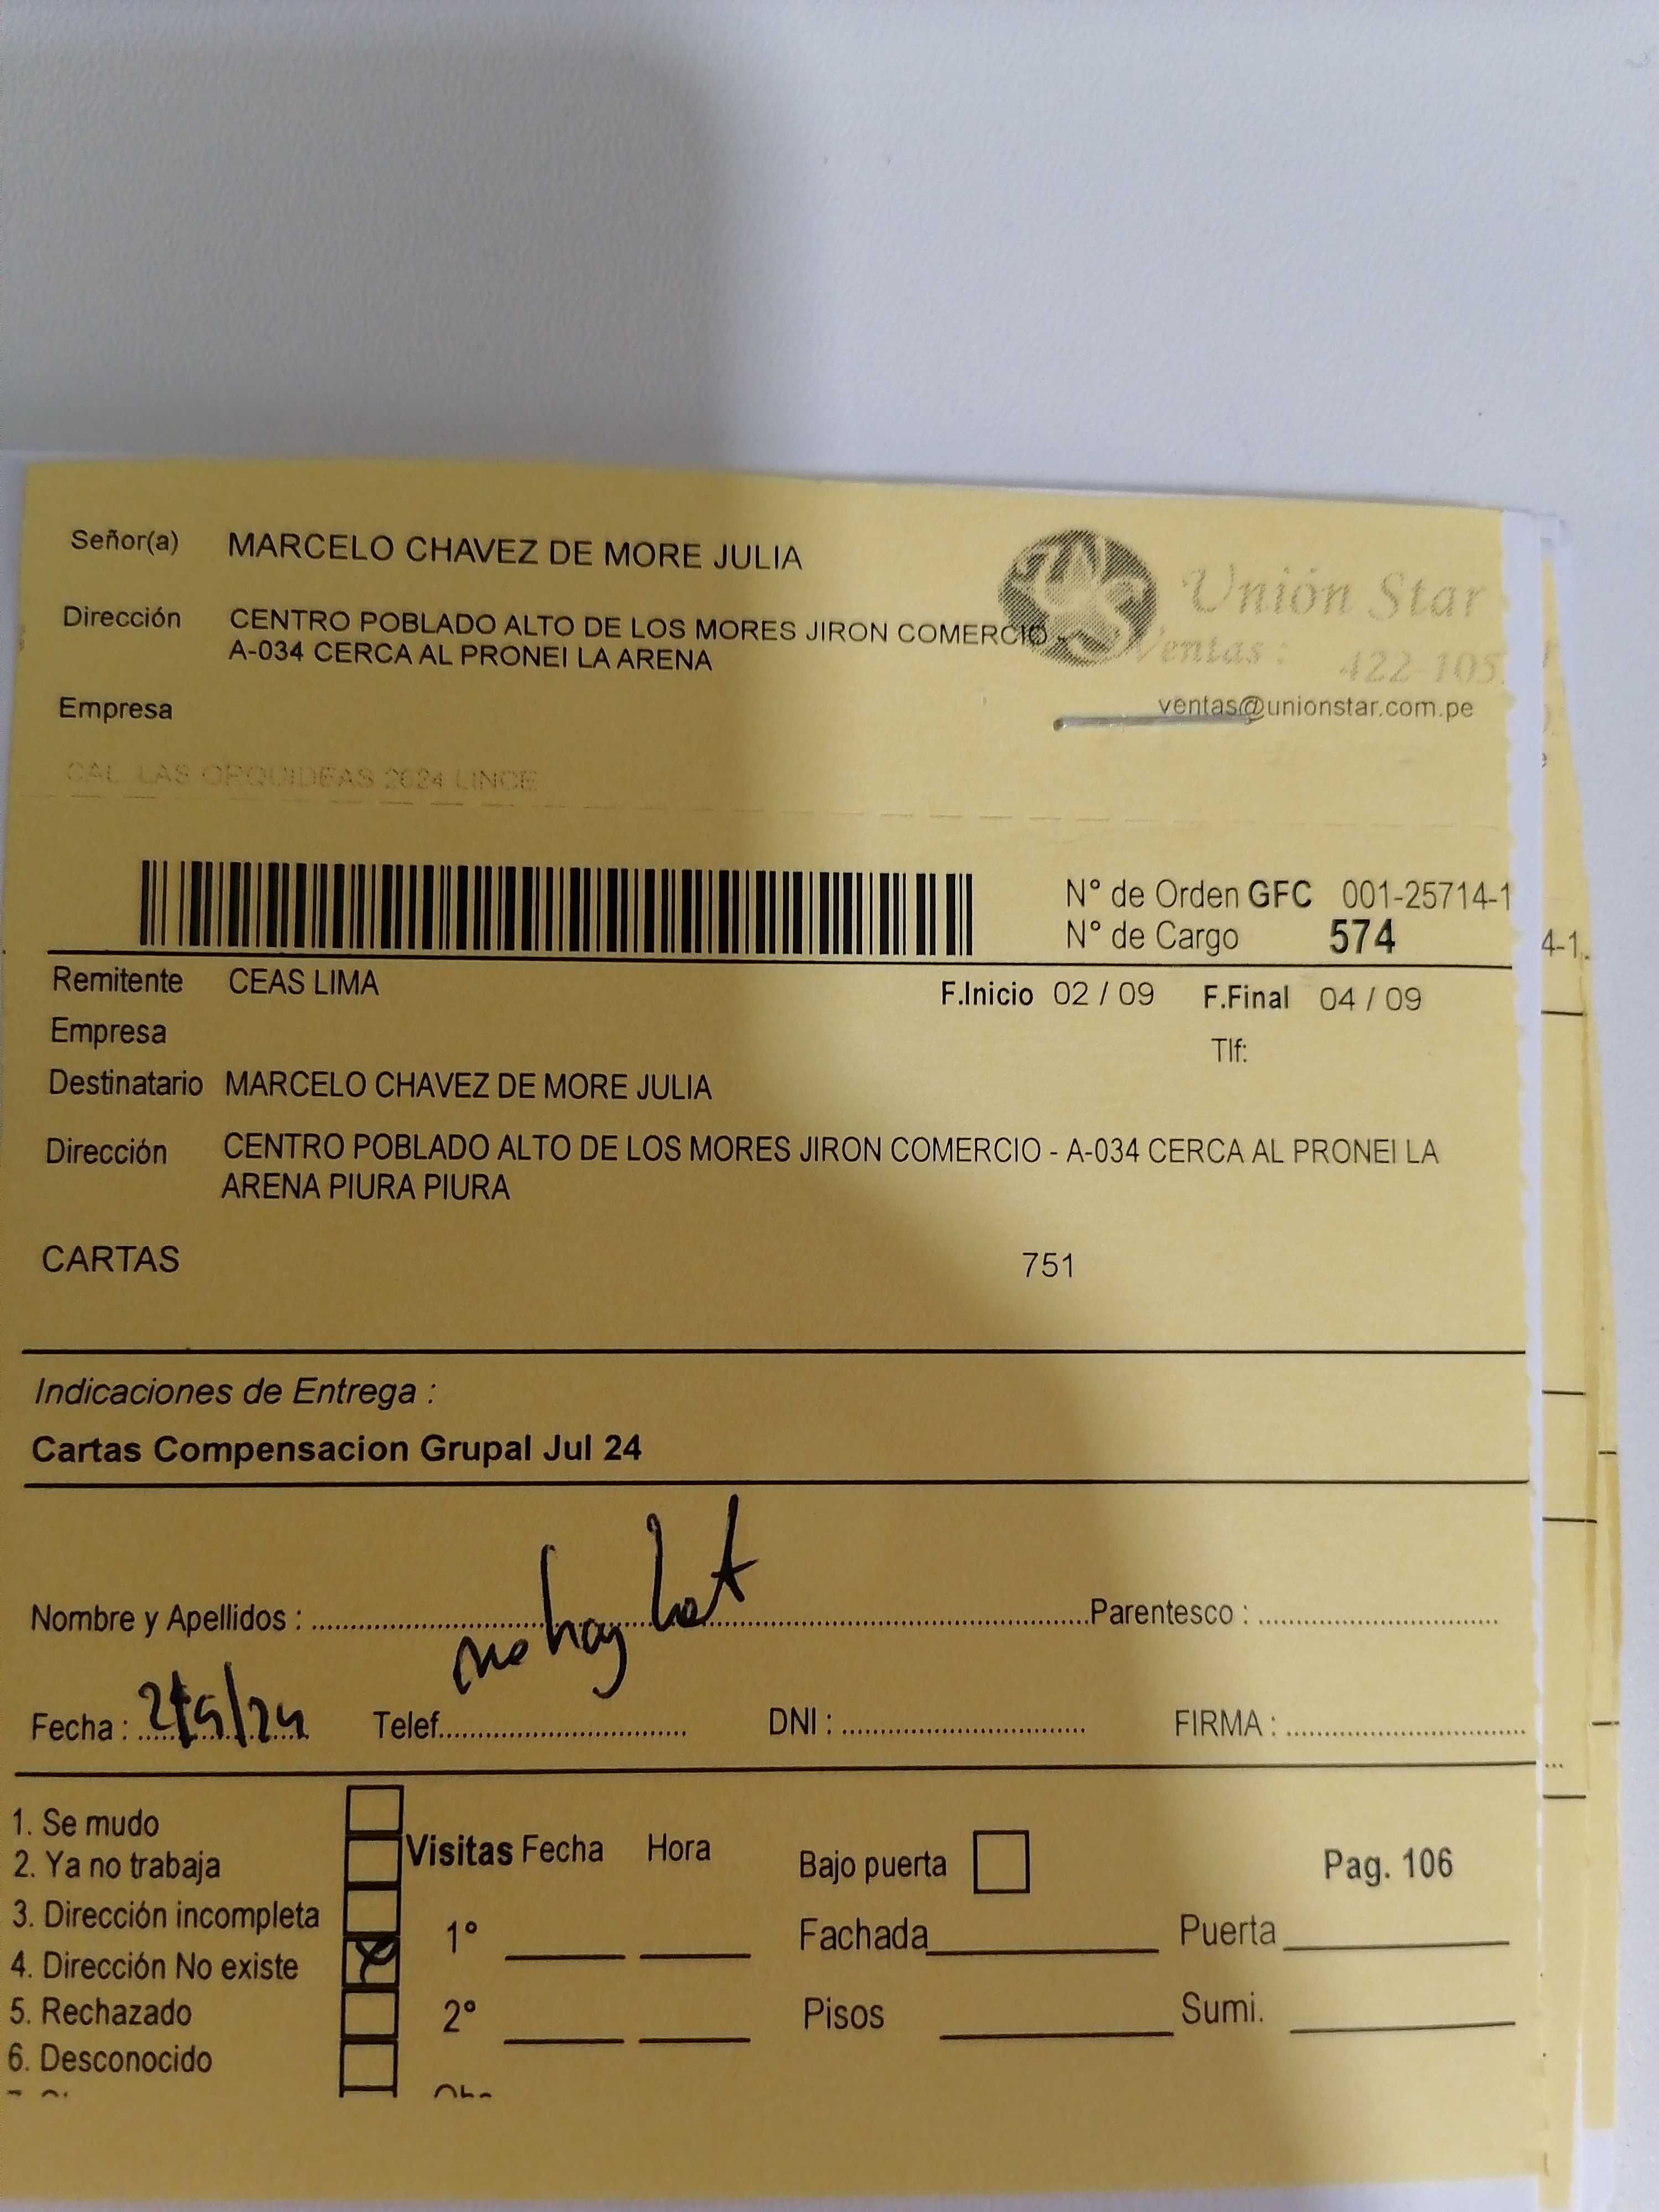 Señor(a) MARCELO CHAVEZ DE MORE JULIA
Unión Star
Dirección CENTRO POBLADO ALTO DE LOS MORES JIRON COMERCIO -
A-034 CERCA AL PRONEI LA ARENA
Ventas : 422-105
Empresa
ventas@unionstar.com.pe
CAL. LAS ORQUIDEAS 2624 LINCE
N° de Orden GFC 001-25714-1
N° de Cargo 574
4-1.
Remitente CEAS LIMA
F.Inicio 02 / 09 F.Final 04 / 09
Empresa
Tlf:
Destinatario MARCELO CHAVEZ DE MORE JULIA
Dirección CENTRO POBLADO ALTO DE LOS MORES JIRON COMERCIO - A-034 CERCA AL PRONEI LA
ARENA PIURA PIURA
CARTAS 751
Indicaciones de Entrega :
Cartas Compensacion Grupal Jul 24
Nombre y Apellidos : no hay Parentesco :
Fecha : Telef. DNI : FIRMA :
1. Se mudo
2. Ya no trabaja
3. Dirección incompleta
4. Dirección No existe
5. Rechazado
6. Desconocido
Visitas Fecha Hora
1°
2°
Bajo puerta Pag. 106
Fachada Puerta
Pisos Sumi.